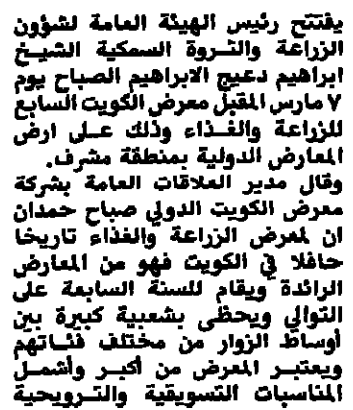 يفتتح رئيس الهيئة العامة لشؤون
الزراعة والثروة السمكية الشيخ
ابراهيم دعيج الابراهيم الصباح يوم
٧ مارس المقبل معرض الكويت السابع
للزراعة والغذاء وذلك على ارض
المعارض الدولية بمنطقة مشرف.
وقال مدير العلاقات العامة بشركة
معرض الكويت الدولي صباح حمدان
ان لمعرض الزراعة والغذاء تاريخا
حافلا في الكويت فهو من المعارض
الرائدة ويقام للسنة السابعة على
التوالي ويحظى بشعبية كبيرة بين
أوساط الزوار من مختلف فئاتهم
ويعتبر المعرض من أكبر وأشمل
المناسبات التسويقية والترويحية